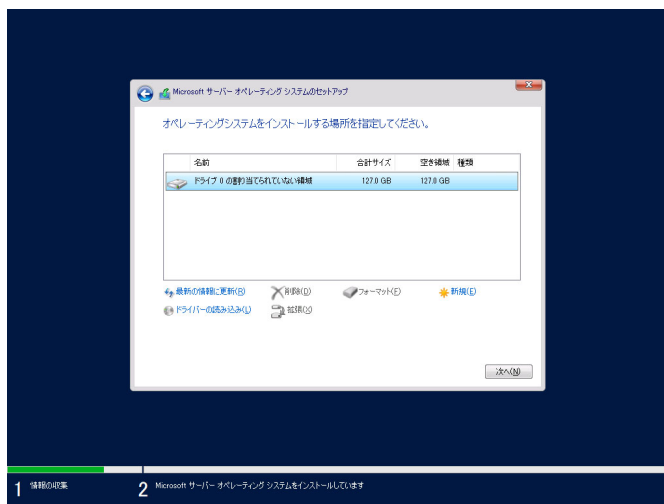 Microsoft サーバー オペレーティング システムのセットアップ
オペレーティングシステムをインストールする場所を指定してください。
名前 合計サイズ 空き領域 種類
ドライブ 0 の割り当てられていない領域 127.0 GB 127.0 GB
最新の情報に更新(R) 削除(D) フォーマット(F) 新規(E)
ドライバーの読み込み(L) 拡張(X)
次へ(N)
1 情報の収集 2 Microsoft サーバー オペレーティング システムをインストールしています